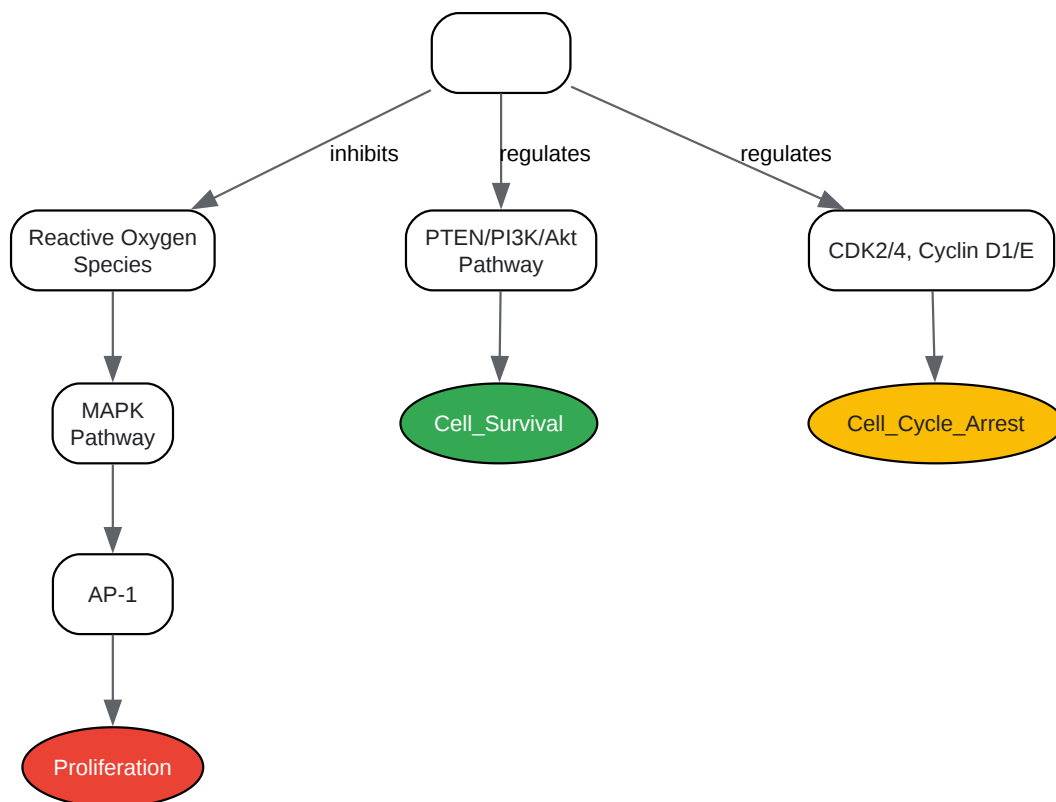 inhibits
regulates
regulates
Reactive Oxygen
Species
PTEN/PI3K/Akt
Pathway
CDK2/4, Cyclin D1/E
MAPK
Pathway
Cell_Survival
Cell_Cycle_Arrest
AP-1
Proliferation